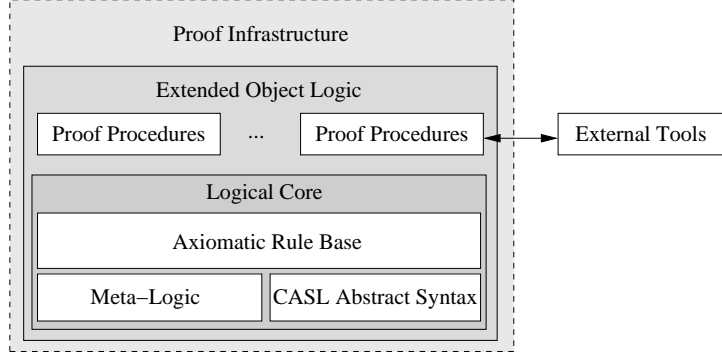 Proof Infrastructure
Extended Object Logic
Proof Procedures ... Proof Procedures External Tools
Logical Core
Axiomatic Rule Base
Meta−Logic CASL Abstract Syntax